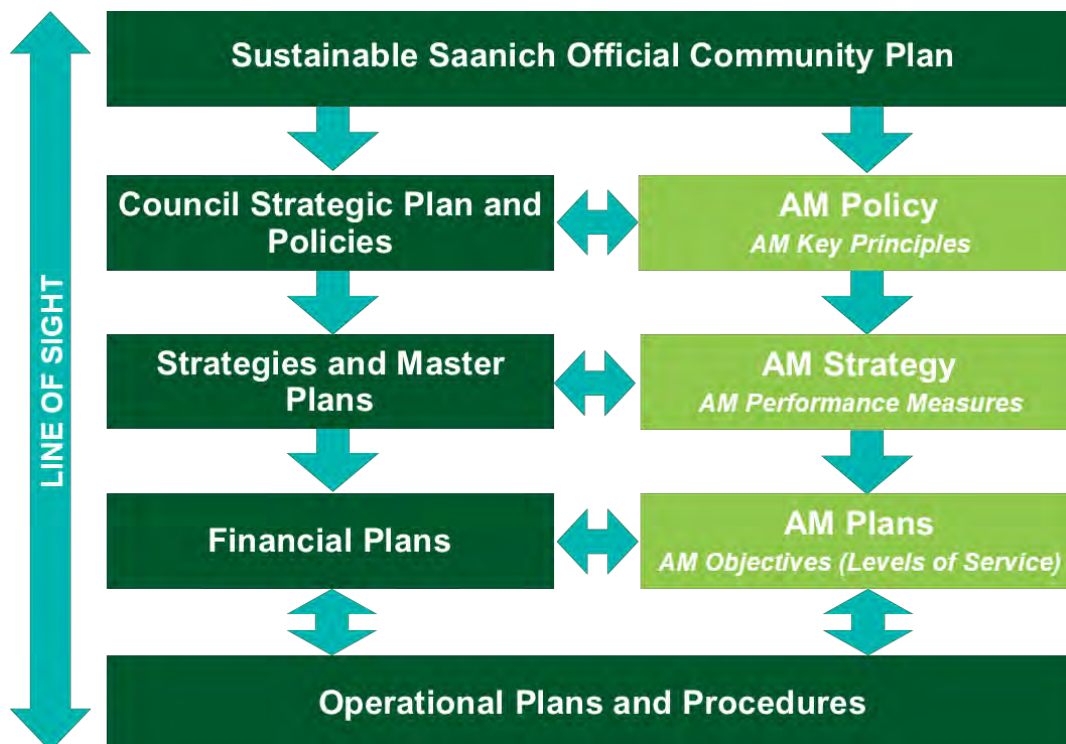 Sustainable Saanich Official Community Plan
Council Strategic Plan and
Policies
AM Policy
AM Key Principles
LINE OF SIGHT
Strategies and Master
Plans
AM Strategy
AM Performance Measures
Financial Plans
AM Plans
AM Objectives (Levels of Service)
Operational Plans and Procedures